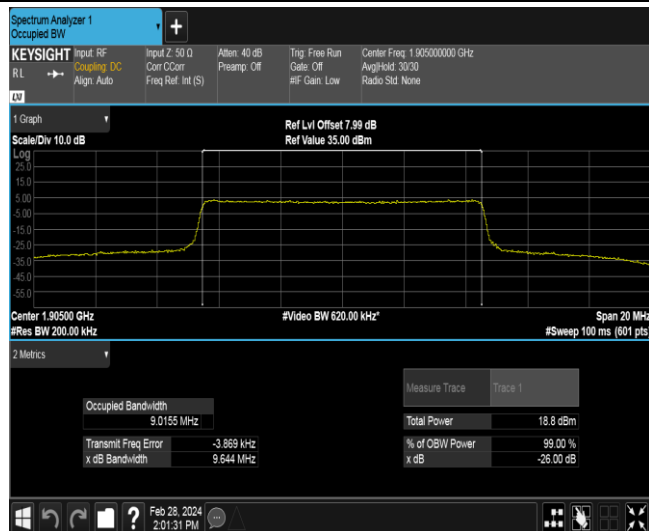 Spectrum Analyzer 1
Occupied BW
+
KEYSIGHT Input: RF Input Z: 50 Ω Atten: 40 dB Trig: Free Run Center Freq: 1.905000000 GHz
RL Coupling: DC Corr CCorr Preamp: Off Gate: Off Avg|Hold: 30/30
Align: Auto Freq Ref: Int (S) #IF Gain: Low Radio Std: None
LXI
1 Graph
Ref Lvl Offset 7.99 dB
Scale/Div 10.0 dB Ref Value 35.00 dBm
Log
25.0
15.0
5.00
-5.00
-15.0
-25.0
-35.0
-45.0
-55.0
Center 1.90500 GHz #Video BW 620.00 kHz* Span 20 MHz
#Res BW 200.00 kHz #Sweep 100 ms (601 pts)
2 Metrics
Measure Trace Trace 1
Occupied Bandwidth
9.0155 MHz
Total Power 18.8 dBm
Transmit Freq Error -3.869 kHz % of OBW Power 99.00 %
x dB Bandwidth 9.644 MHz x dB -26.00 dB
? Feb 28, 2024
2:01:31 PM